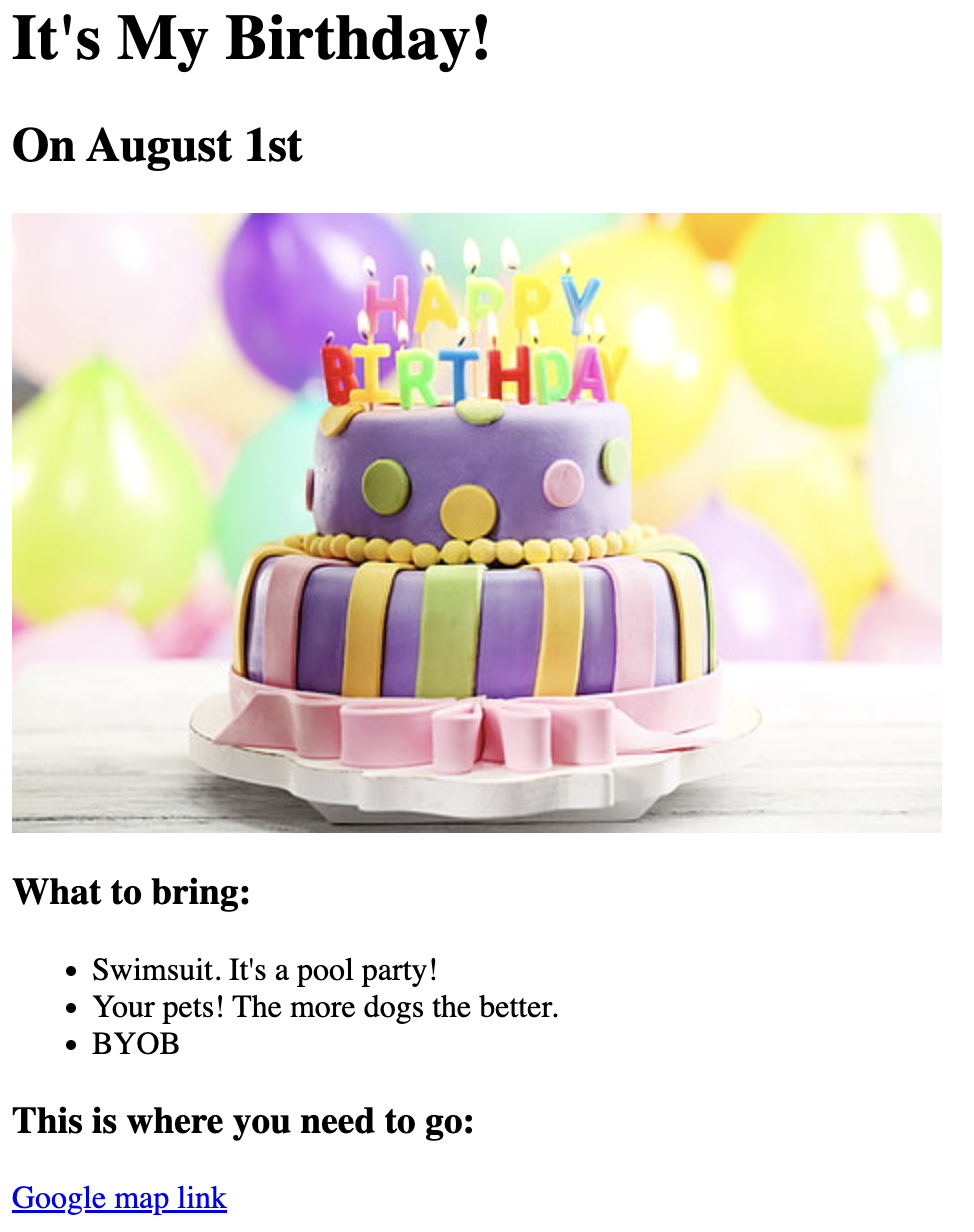 It's My Birthday!
On August 1st
HAPPY
BIRTHDAY
What to bring:
Swimsuit. It's a pool party!
Your pets! The more dogs the better.
BYOB
This is where you need to go:
Google map link